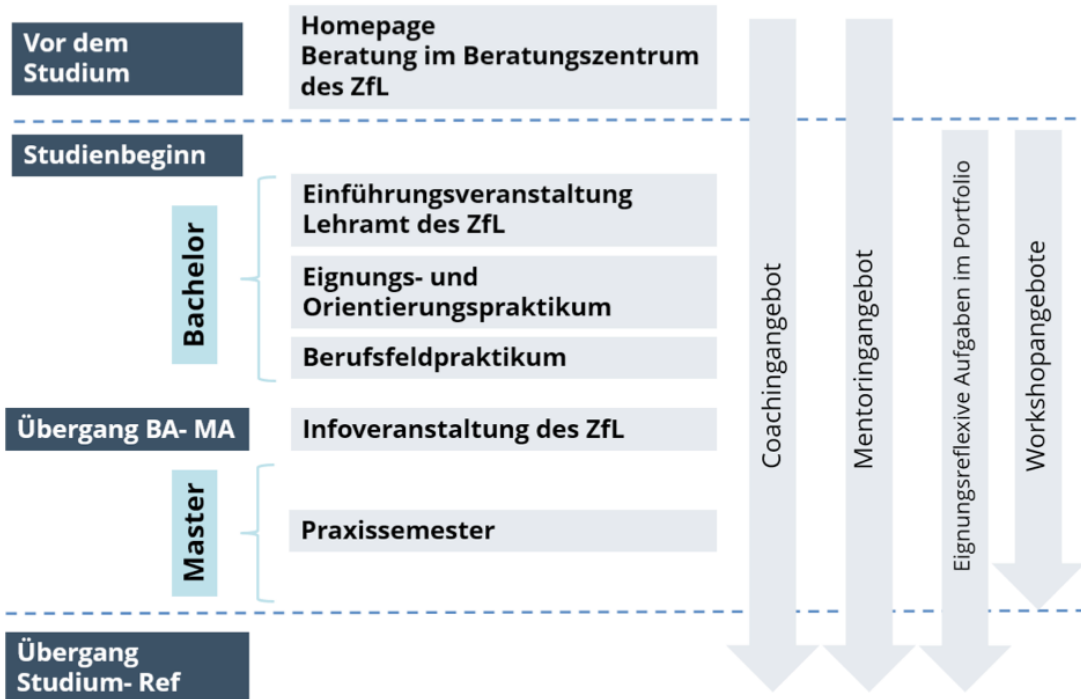 Vor dem
Studium
Homepage
Beratung im Beratungszentrum
des ZfL
Studienbeginn
Bachelor
Einführungsveranstaltung
Lehramt des ZfL
Eignungs- und
Orientierungspraktikum
Berufsfeldpraktikum
Übergang BA- MA
Infoveranstaltung des ZfL
Master
Praxissemester
Übergang
Studium- Ref
Coachingangebot
Mentoringangebot
Eignungsreflexive Aufgaben im Portfolio
Workshopangebote